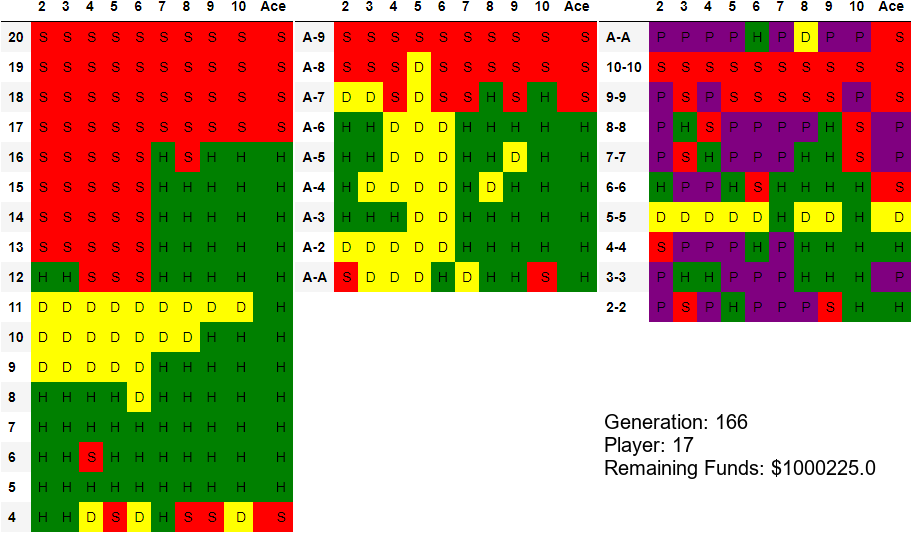 2 3 4 5 6 7 8 9 10 Ace 2 3 4 5 6 7 8 9 10 Ace 2 3 4 5 6 7 8 9 10 Ace
20 S S S S S S S S S S A-9 S S S S S S S S S S A-A P P P P H P D P P S
19 S S S S S S S S S S A-8 S S S D S S S S S S 10-10 S S S S S S S S S S
18 S S S S S S S S S S A-7 D D S D S S H S H S 9-9 P S P S S S S S P S
17 S S S S S S S S S S A-6 H H D D D H H H H H 8-8 P H S P P P P H S P
16 S S S S S H S H H H A-5 H H D D D H H D H H 7-7 P S H P P P H H S P
15 S S S S S H H H H H A-4 H D D D D H D H H H 6-6 H P P H S H H H H S
14 S S S S S H H H H H A-3 H H H D D H H H H H 5-5 D D D D D H D D H D
13 S S S S S H H H H H A-2 D D D D D H H H H H 4-4 S P P P H P H H H H
12 H H S S S H H H H H A-A S D D D H D H H S H 3-3 P H H P P P H H H P
11 D D D D D D D D D H 2-2 P S P H P P P S H H
10 D D D D D D D H H H
9 D D D D D H H H H H
8 H H H H D H H H H H
7 H H H H H H H H H H
6 H H S H H H H H H H
5 H H H H H H H H H H
4 H H D S D H S S D S
Generation: 166
Player: 17
Remaining Funds: $1000225.0